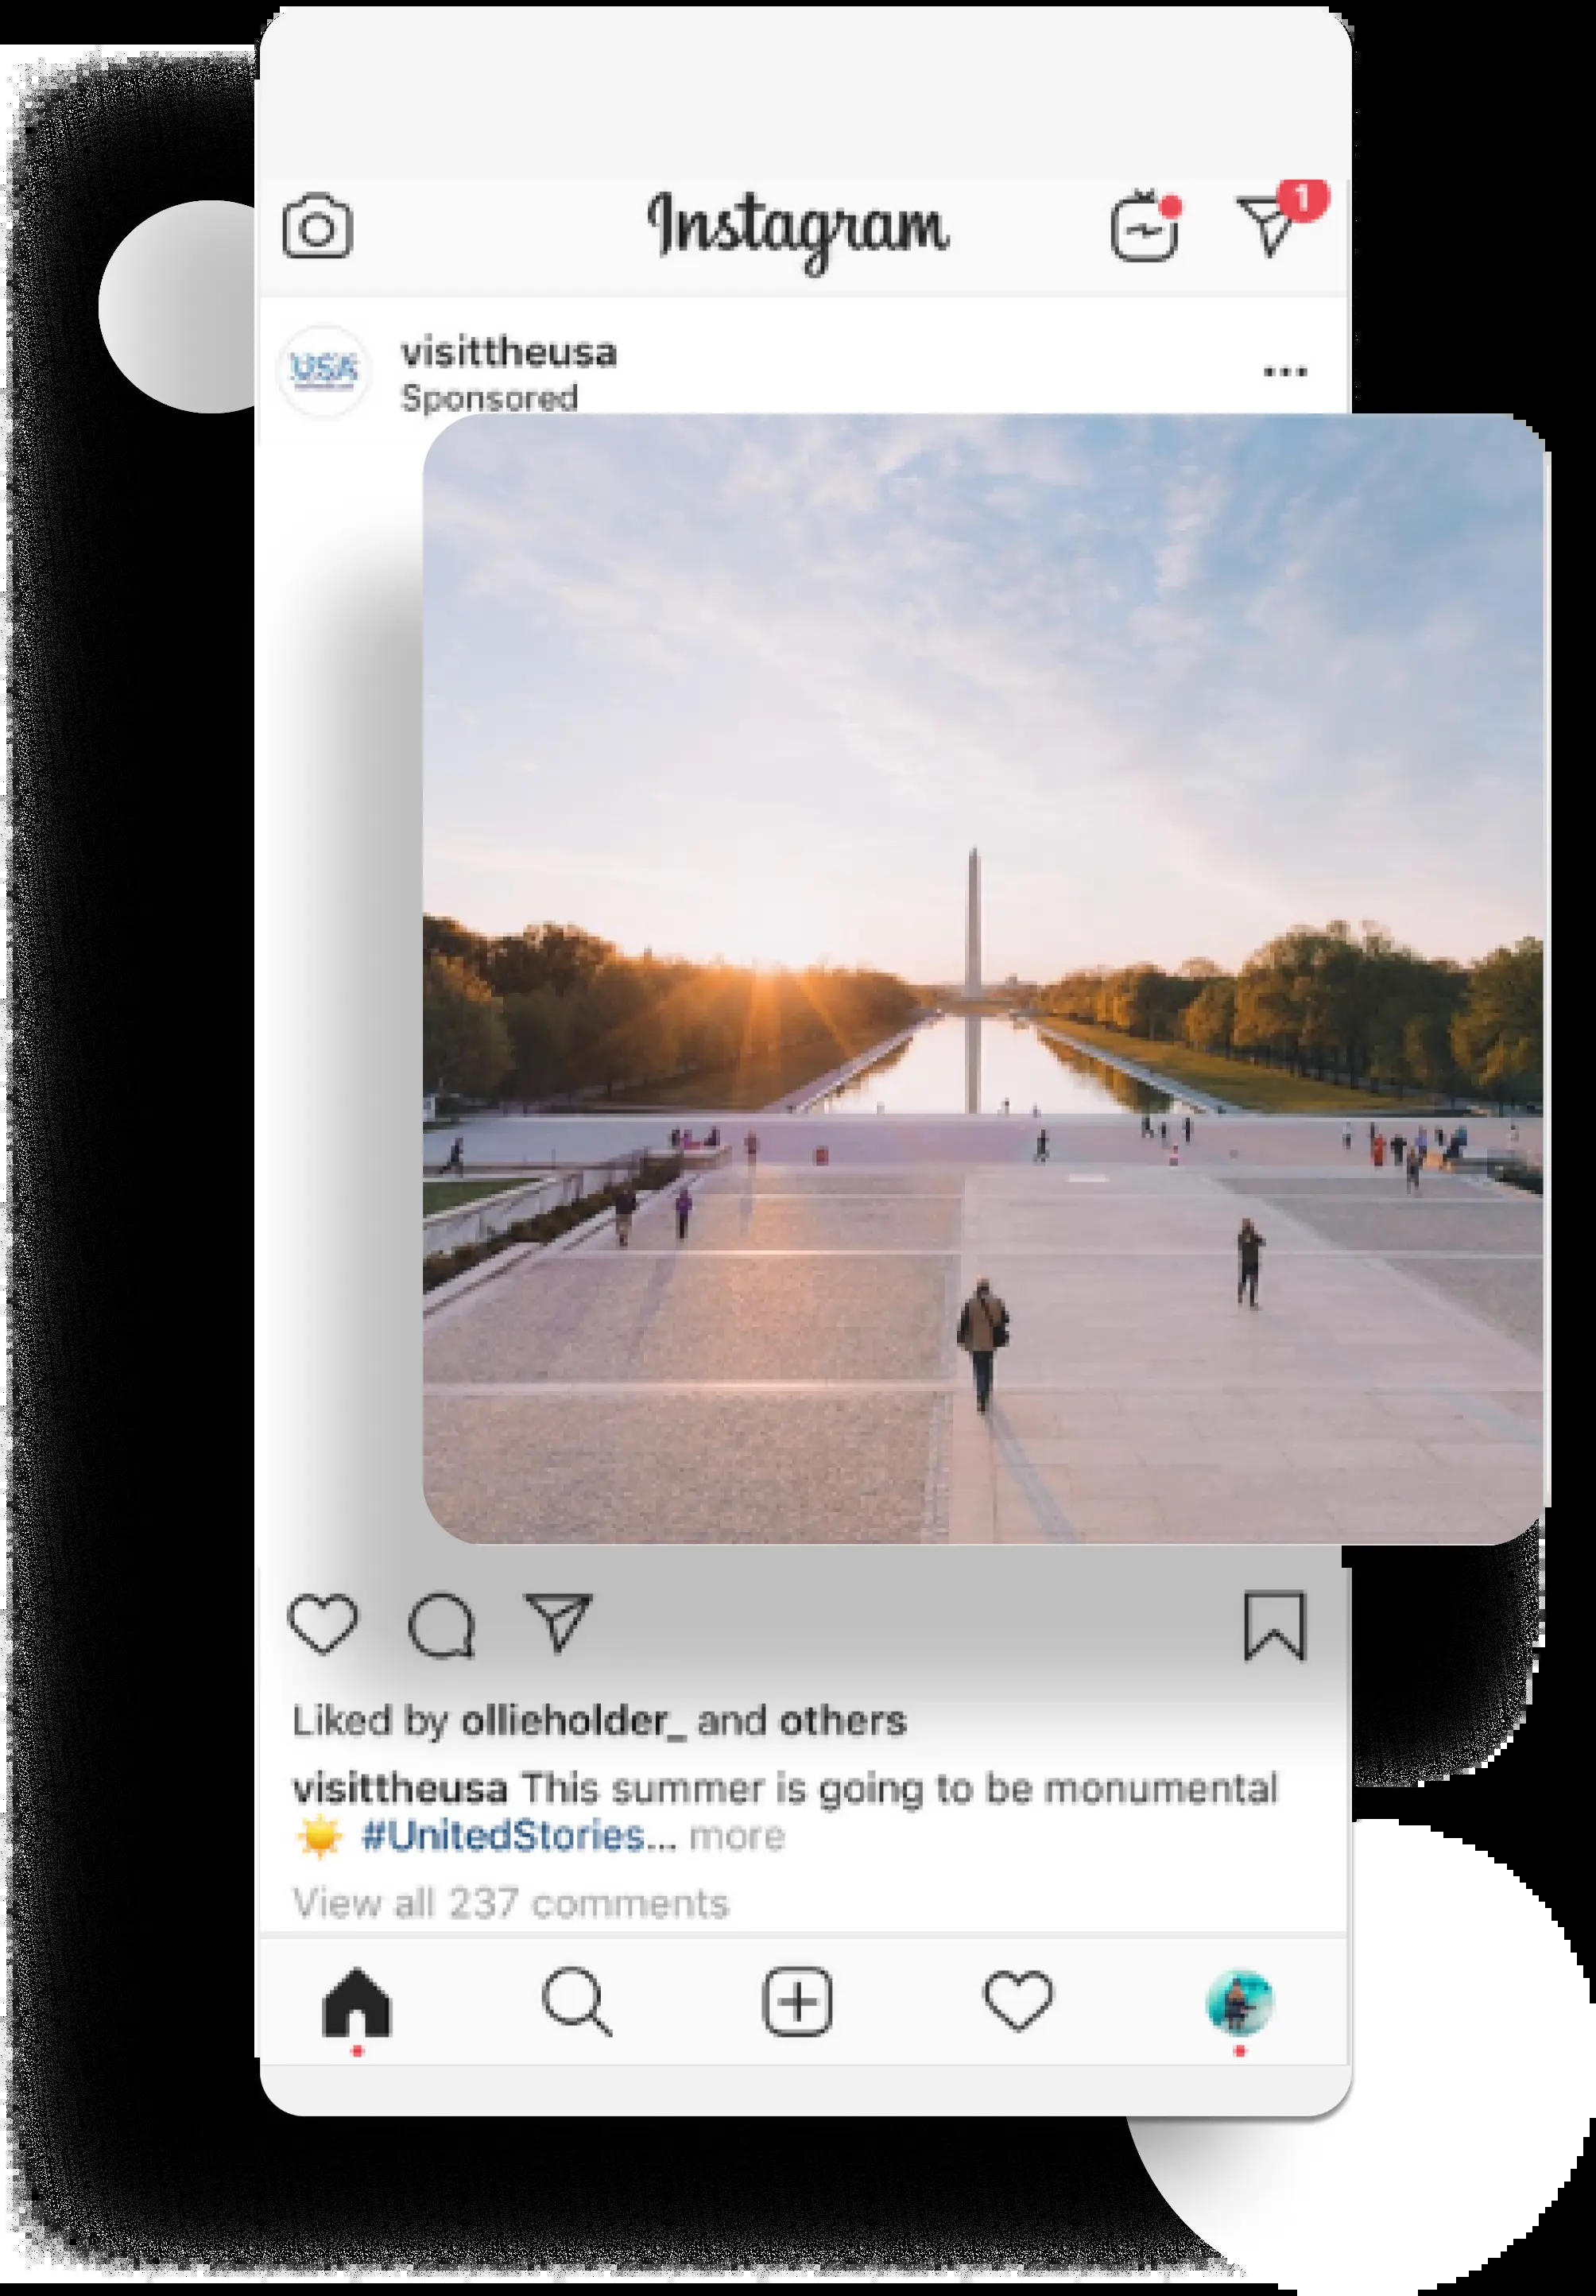 Instagram
1
USA
visittheusa
Sponsored
Liked by ollieholder_ and others
visittheusa This summer is going to be monumental
☀️ #UnitedStories... more
View all 237 comments